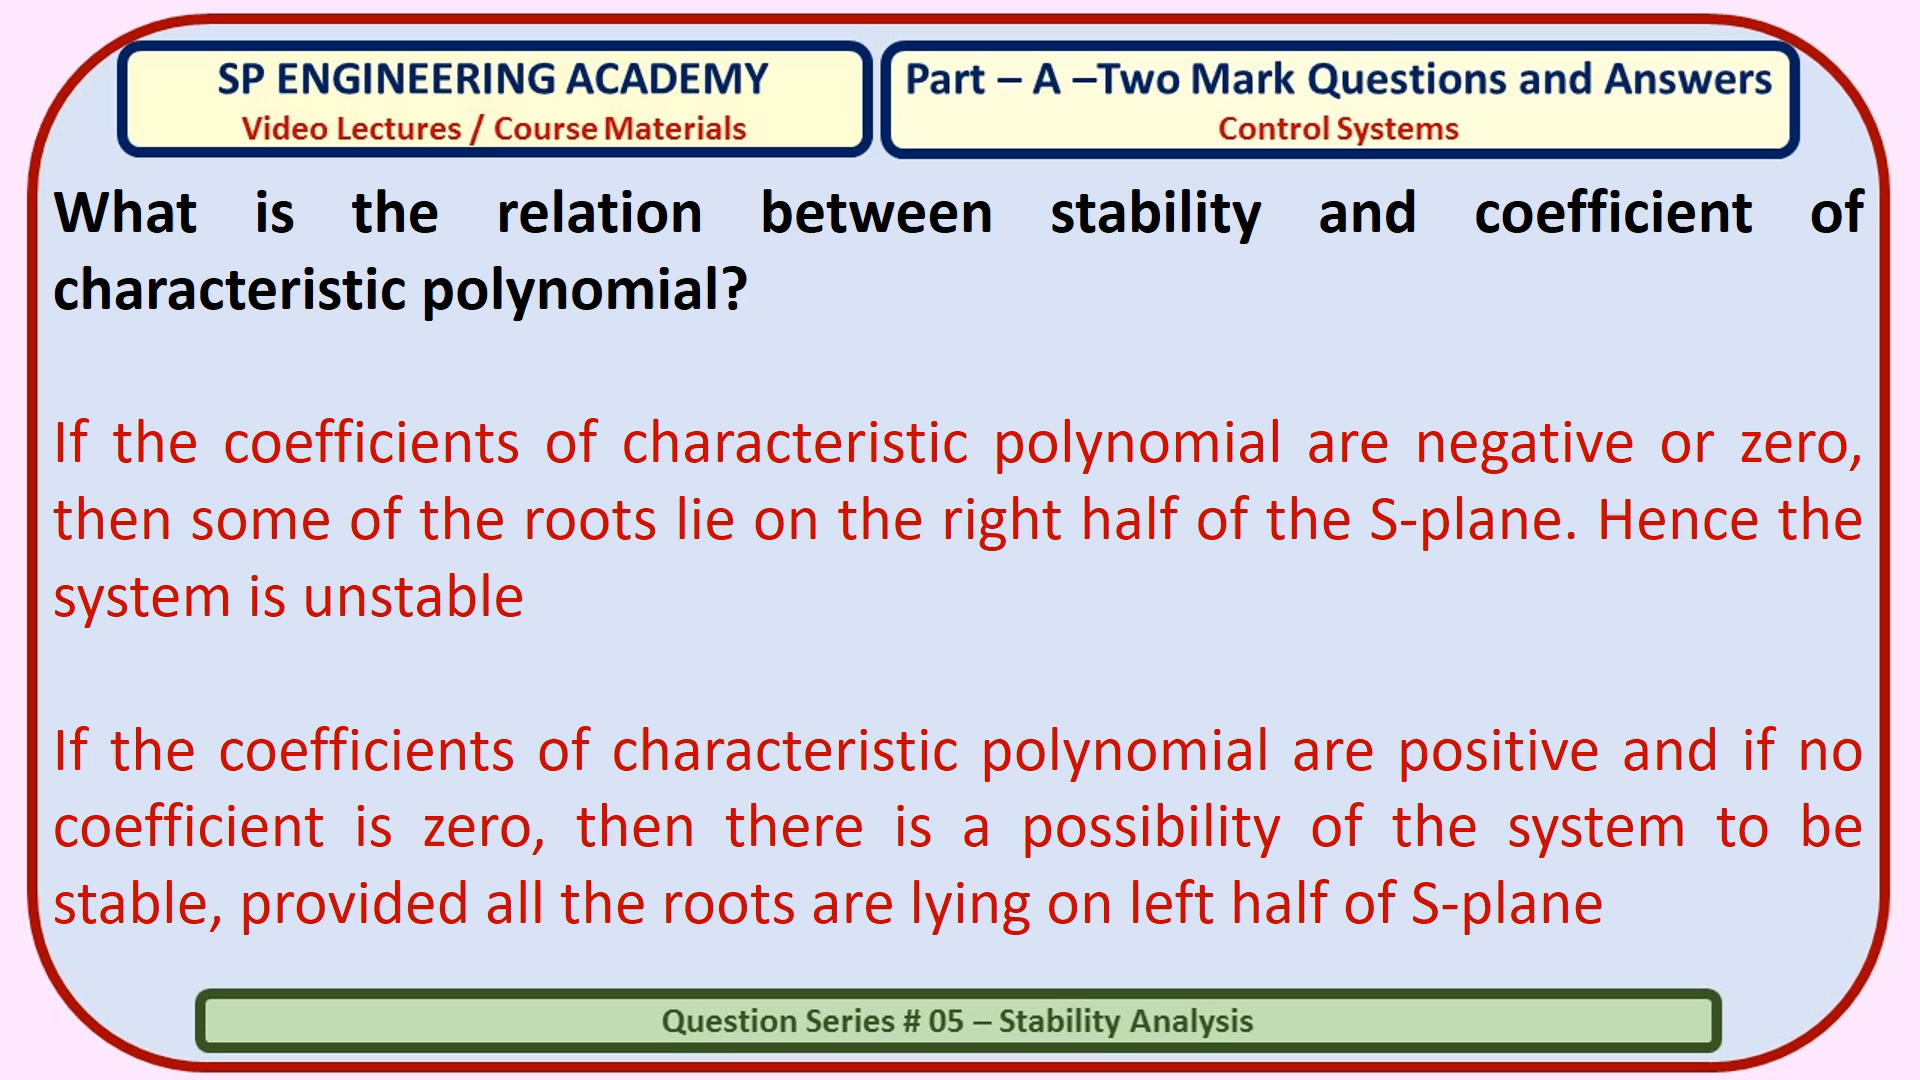 SP ENGINEERING ACADEMY
Video Lectures / Course Materials
Part – A –Two Mark Questions and Answers
Control Systems
What is the relation between stability and coefficient of
characteristic polynomial?
If the coefficients of characteristic polynomial are negative or zero,
then some of the roots lie on the right half of the S-plane. Hence the
system is unstable
If the coefficients of characteristic polynomial are positive and if no
coefficient is zero, then there is a possibility of the system to be
stable, provided all the roots are lying on left half of S-plane
Question Series # 05 – Stability Analysis